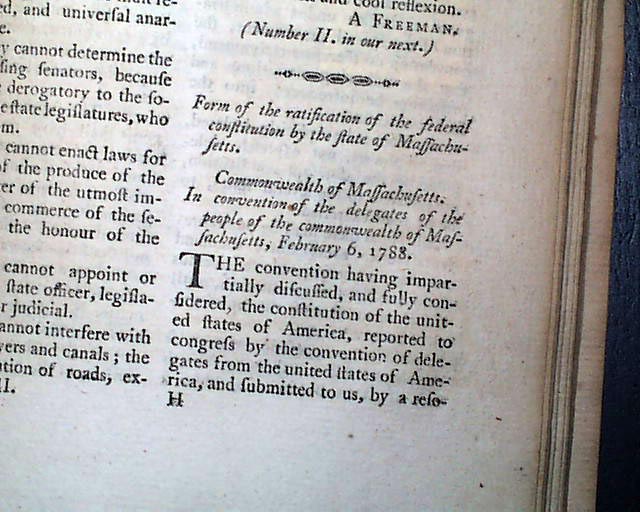 ed, and univerſal anar-
y cannot determine the
ſing ſenators, becauſe
derogatory to the ſo-
eſtate legiſlatures, who
m.
cannot enact laws for
of the produce of the
er of the utmoſt im-
commerce of the ſe-
the honour of the
cannot appoint or
ſtate officer, legiſla-
r judicial.
annot interfere with
vers and canals; the
ution of roads, ex-
II.
and cool reflexion.
A FREEMAN.
(Number II. in our next.)
Form of the ratification of the federal
conſtitution by the ſtate of Maſſachu-
ſetts.
Commonwealth of Maſſachuſetts.
In convention of the delegates of the
people of the commonwealth of Maſ-
ſachuſetts, February 6, 1788.
THE convention having impar-
tially diſcuſſed, and fully con-
ſidered, the conſtitution of the unit-
ed ſtates of America, reported to
congreſs by the convention of dele-
gates from the united ſtates of Ame-
rica, and ſubmitted to us, by a reſo-
H